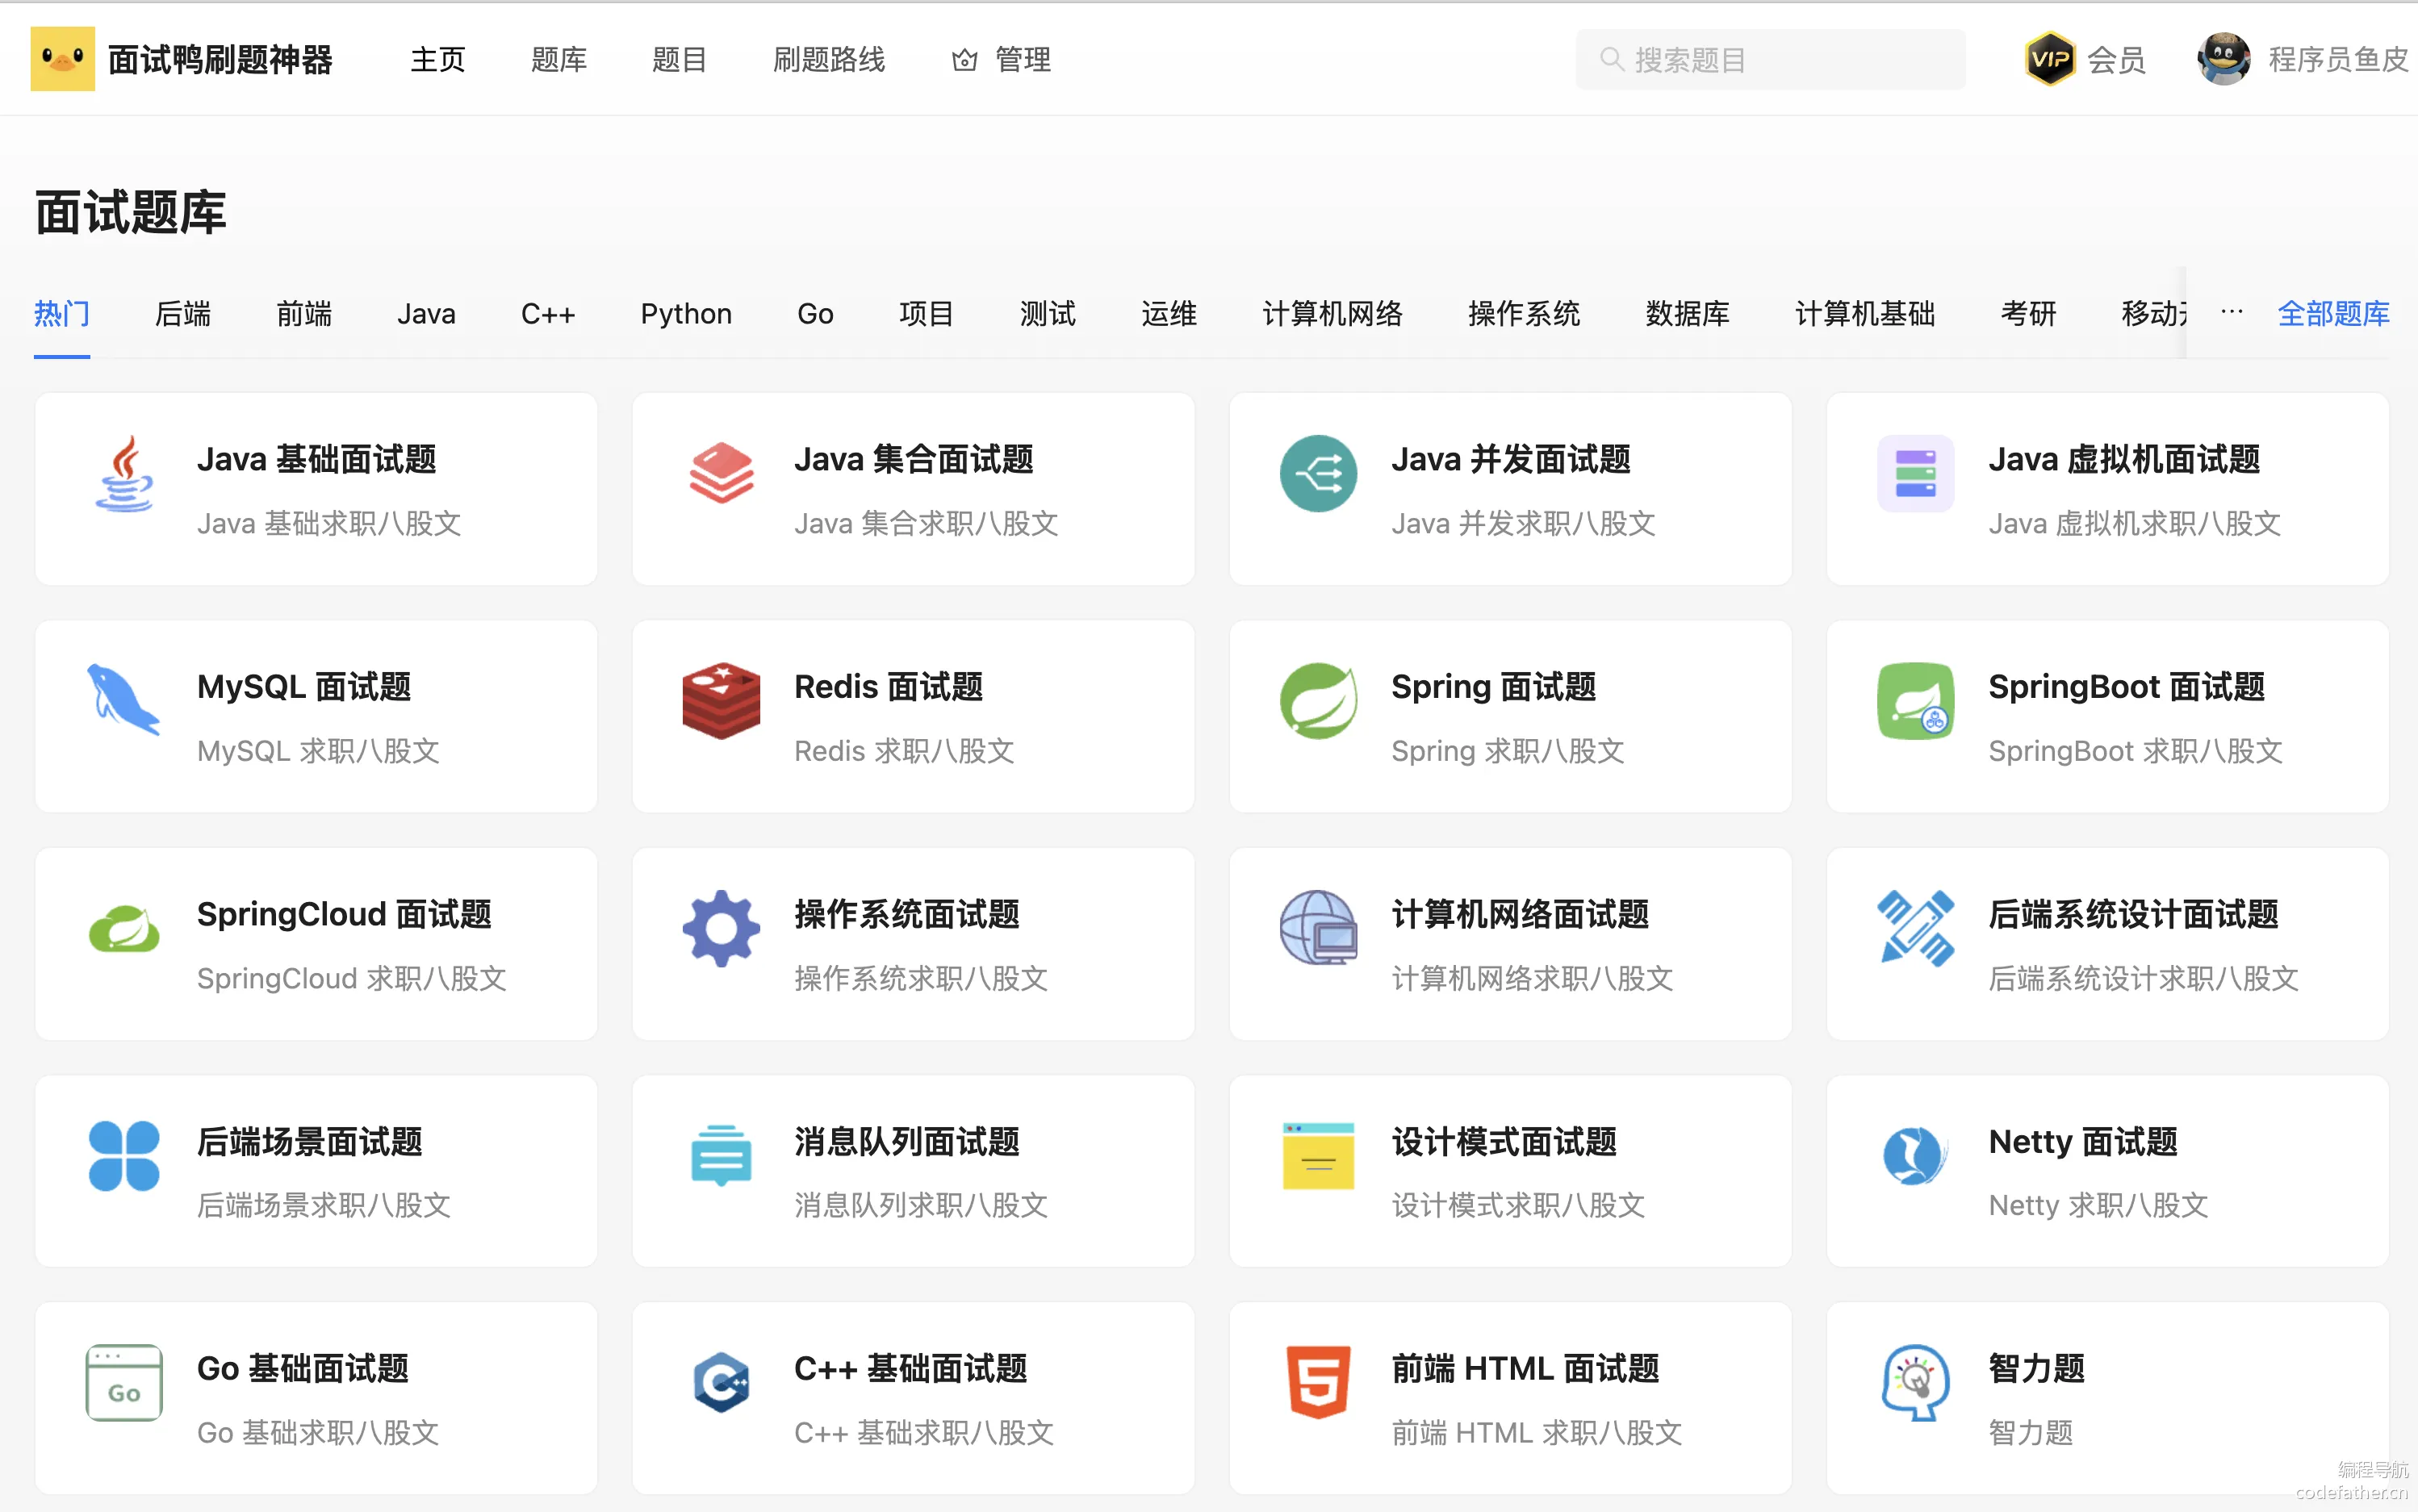 面试鸭刷题神器 主页 题库 题目 刷题路线 管理 搜索题目 VIP 会员 程序员鱼皮
面试题库
热门 后端 前端 Java C++ Python Go 项目 测试 运维 计算机网络 操作系统 数据库 计算机基础 考研 移动 ··· 全部题库
Java 基础面试题 Java 集合面试题 Java 并发面试题 Java 虚拟机面试题
Java 基础求职八股文 Java 集合求职八股文 Java 并发求职八股文 Java 虚拟机求职八股文
MySQL 面试题 Redis 面试题 Spring 面试题 SpringBoot 面试题
MySQL 求职八股文 Redis 求职八股文 Spring 求职八股文 SpringBoot 求职八股文
SpringCloud 面试题 操作系统面试题 计算机网络面试题 后端系统设计面试题
SpringCloud 求职八股文 操作系统求职八股文 计算机网络求职八股文 后端系统设计求职八股文
后端场景面试题 消息队列面试题 设计模式面试题 Netty 面试题
后端场景求职八股文 消息队列求职八股文 设计模式求职八股文 Netty 求职八股文
Go Go 基础面试题 C++ C++ 基础面试题 5 前端 HTML 面试题 智力题
Go 基础求职八股文 C++ 基础求职八股文 前端 HTML 求职八股文 智力题
编程导航
codefather.cn